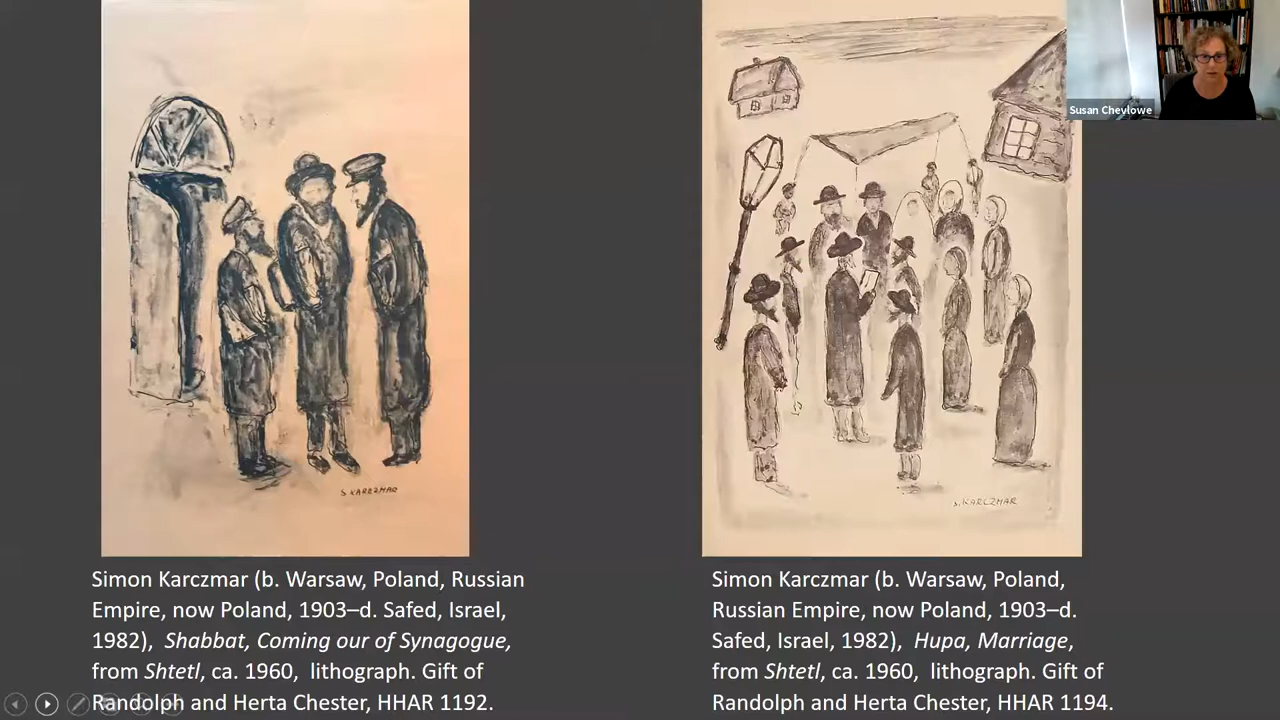 Susan Chevlowe
S KARCZMAR
S. KARCZMAR
Simon Karczmar (b. Warsaw, Poland, Russian
Empire, now Poland, 1903–d. Safed, Israel,
1982), Shabbat, Coming our of Synagogue,
from Shtetl, ca. 1960, lithograph. Gift of
Randolph and Herta Chester, HHAR 1192.
Simon Karczmar (b. Warsaw, Poland,
Russian Empire, now Poland, 1903–d.
Safed, Israel, 1982), Hupa, Marriage,
from Shtetl, ca. 1960, lithograph. Gift of
Randolph and Herta Chester, HHAR 1194.